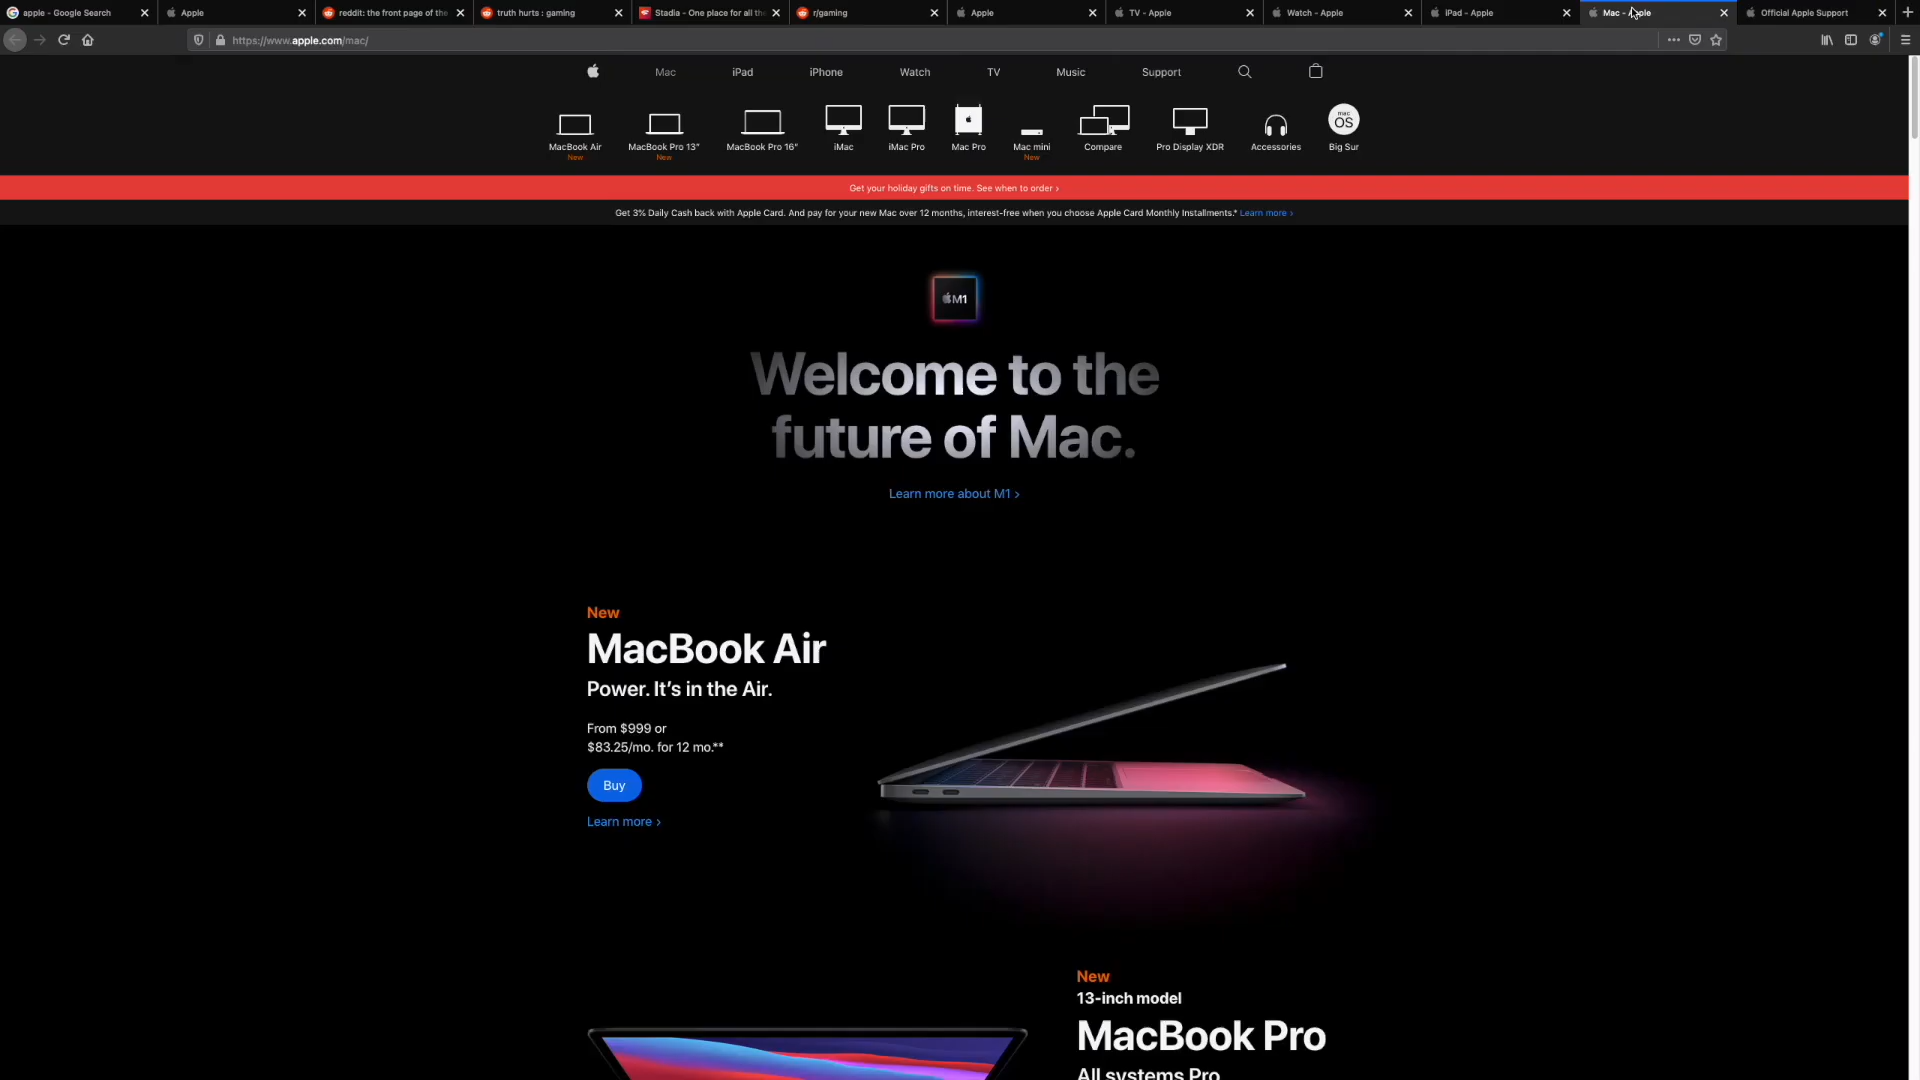 apple - Google Search
Apple
reddit: the front page of the
truth hurts : gaming
Stadia - One place for all the
r/gaming
Apple
TV - Apple
Watch - Apple
iPad - Apple
Mac - Apple
Official Apple Support
https://www.apple.com/mac/
Mac
iPad
iPhone
Watch
TV
Music
Support
mac
OS
MacBook Air
MacBook Pro 13"
MacBook Pro 16"
iMac
iMac Pro
Mac Pro
Mac mini
Compare
Pro Display XDR
Accessories
Big Sur
New
New
New
Get your holiday gifts on time. See when to order >
Get 3% Daily Cash back with Apple Card. And pay for your new Mac over 12 months, interest-free when you choose Apple Card Monthly Installments.* Learn more >
M1
Welcome to the
future of Mac.
Learn more about M1 >
New
MacBook Air
Power. It’s in the Air.
From $999 or
$83.25/mo. for 12 mo.**
Buy
Learn more >
New
13-inch model
MacBook Pro
All systems Pro